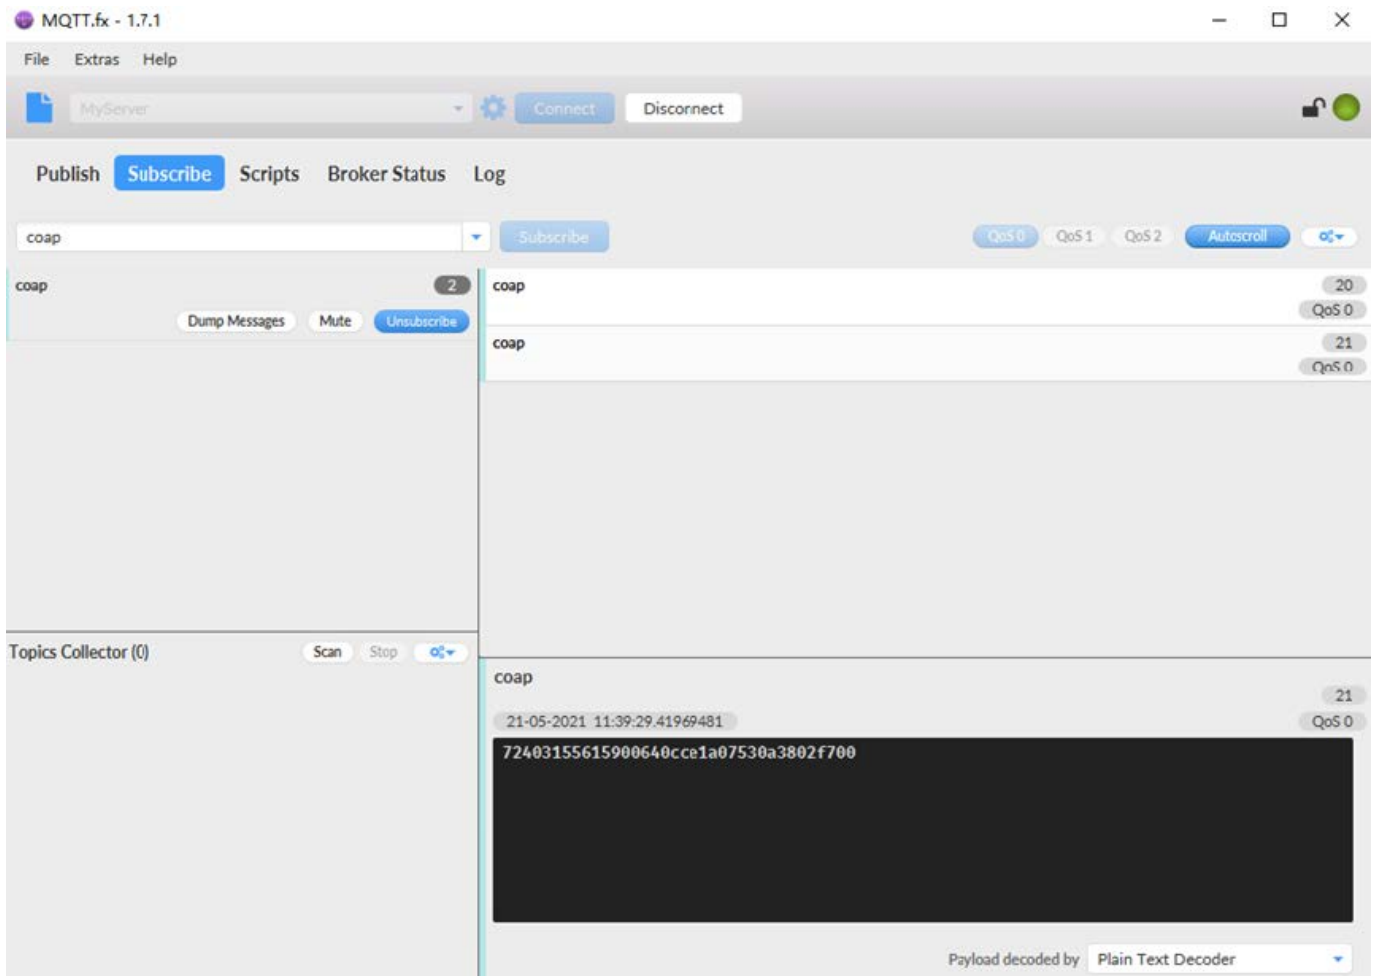 MQTT.fx - 1.7.1
File Extras Help
MyServer Connect Disconnect
Publish Subscribe Scripts Broker Status Log
coap Subscribe QoS 0 QoS 1 QoS 2 Autoscroll
coap 2
Dump Messages Mute Unsubscribe
coap 20
QoS 0
coap 21
QoS 0
Topics Collector (0) Scan Stop
coap
21
21-05-2021 11:39:29.41969481 QoS 0
72403155615900640cce1a07530a3802f700
Payload decoded by Plain Text Decoder